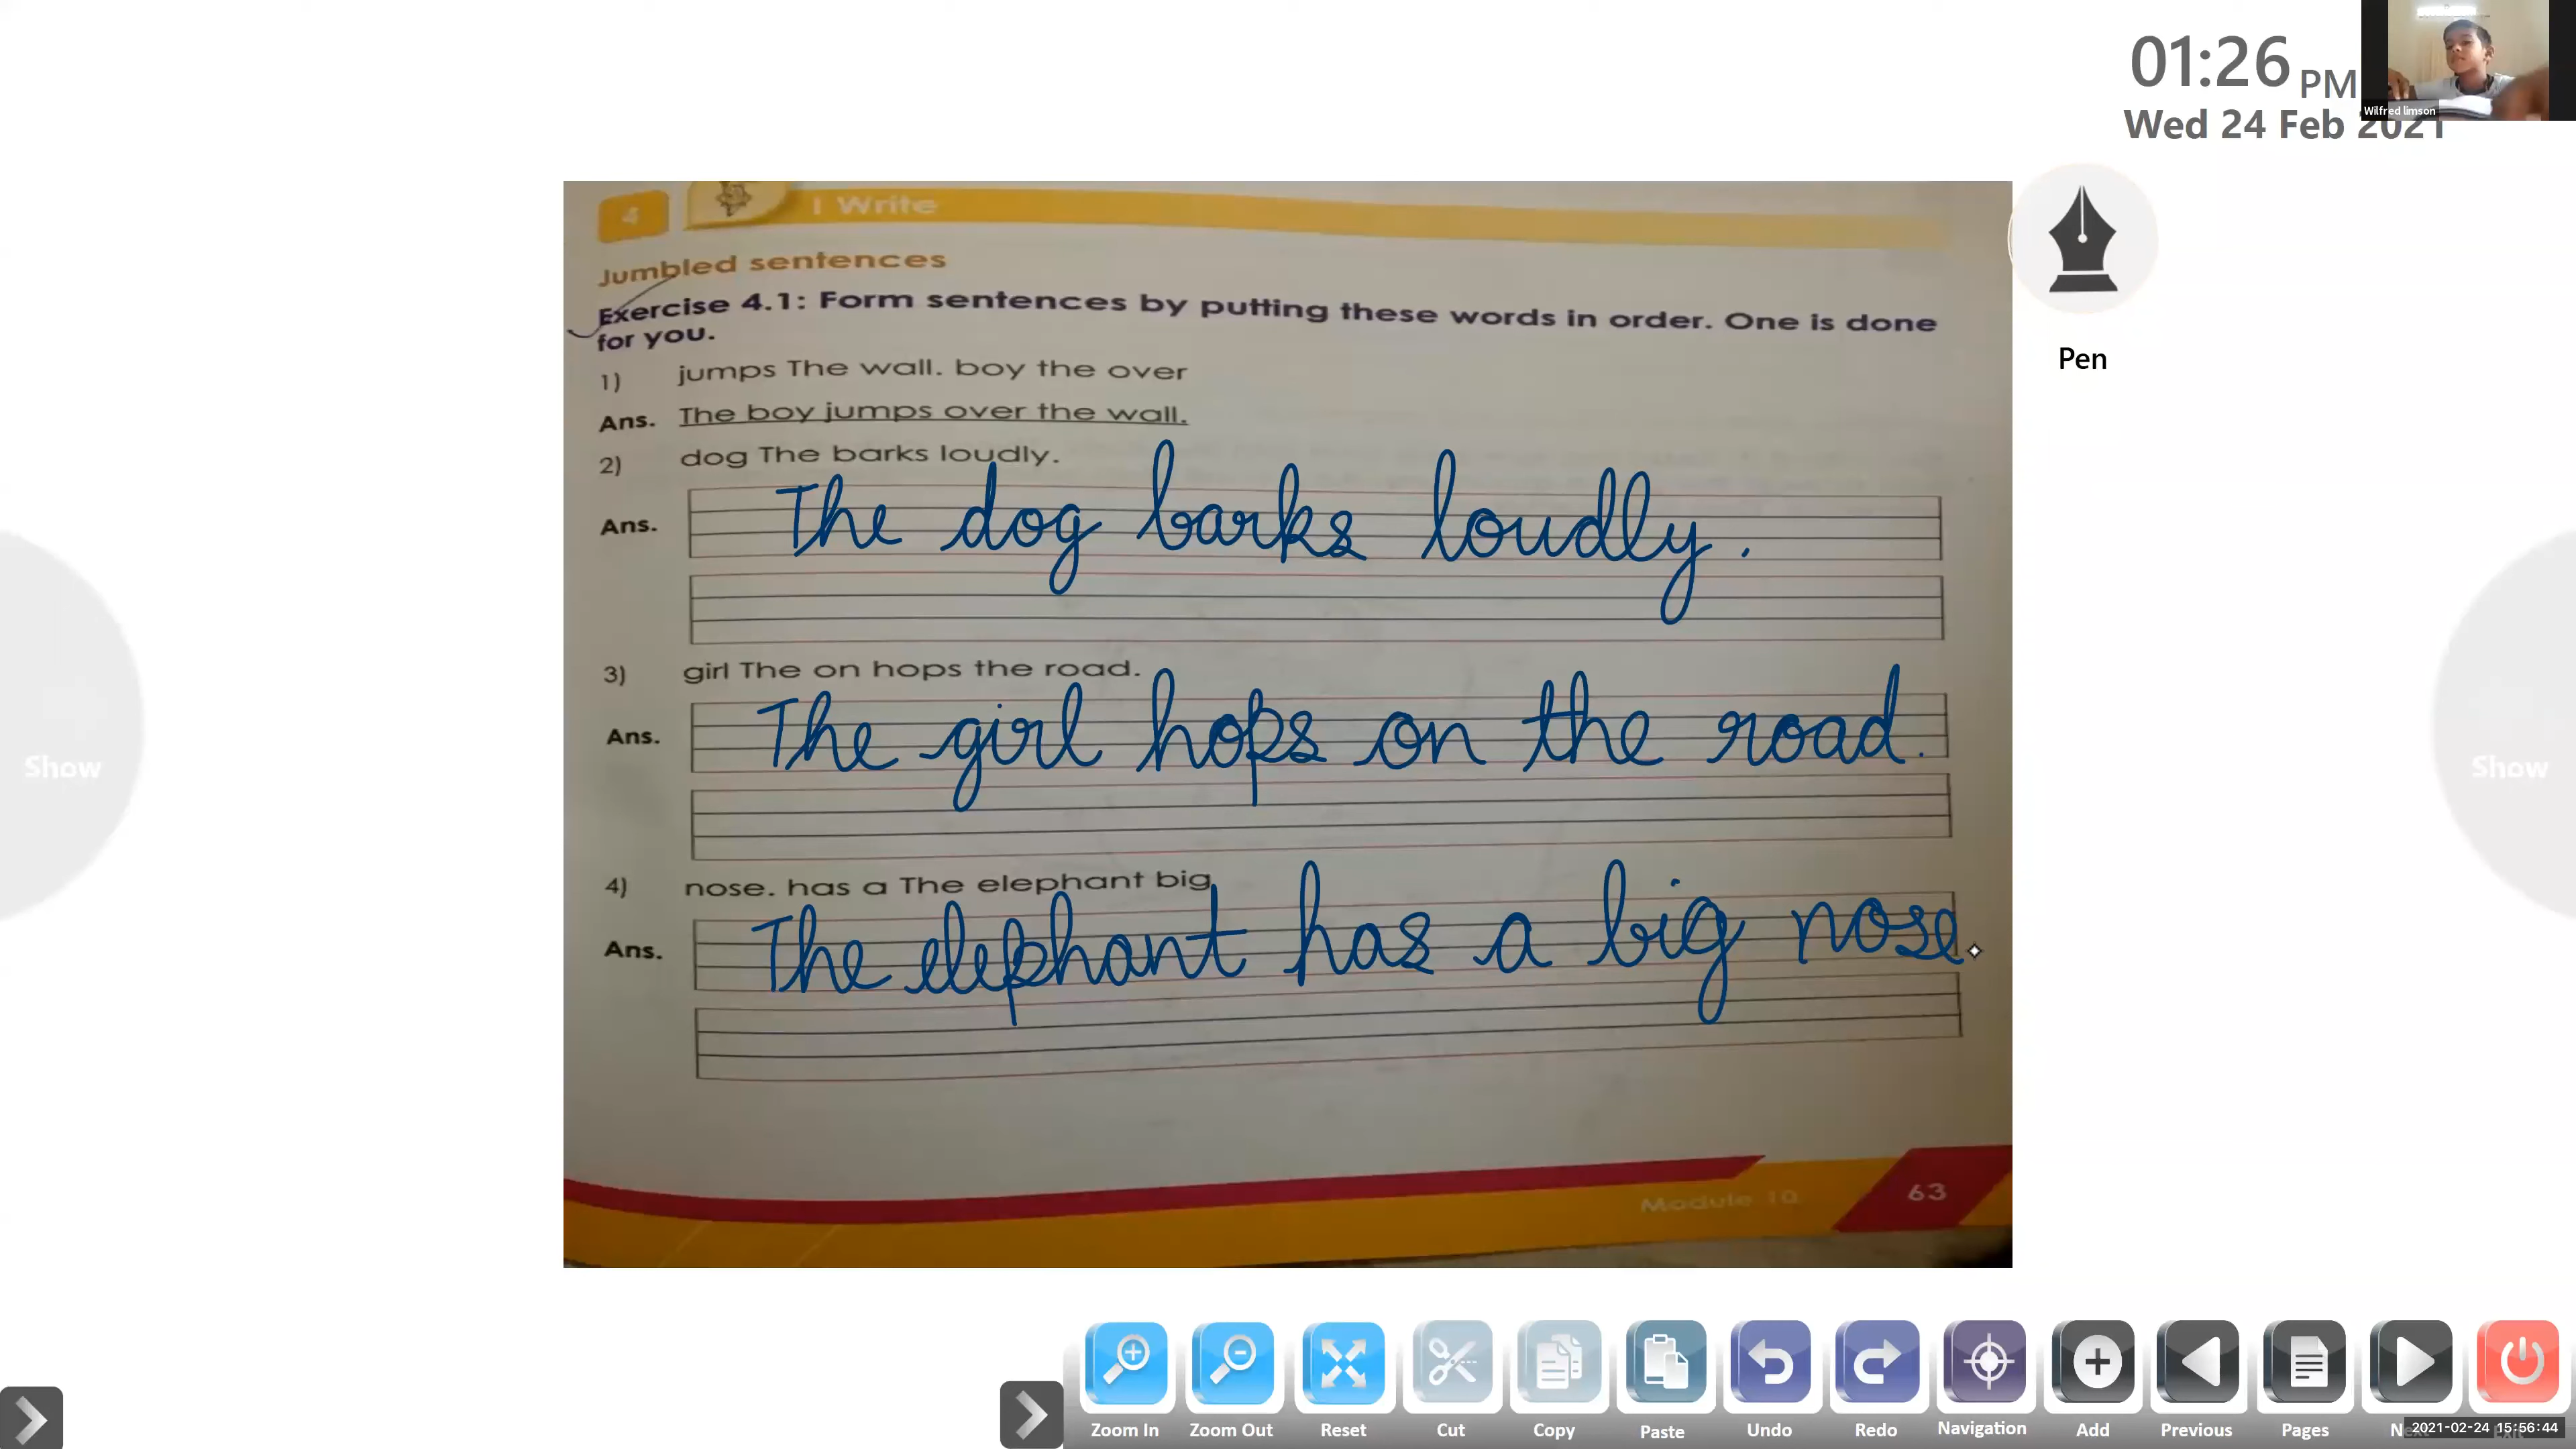 01:26 PM
Wed 24 Feb 2021
Wilfred limson
Pen
4 I Write
Jumbled sentences
Exercise 4.1: Form sentences by putting these words in order. One is done
for you.
1) jumps The wall. boy the over
Ans. The boy jumps over the wall.
2) dog The barks loudly.
Ans. The dog barks loudly.
3) girl The on hops the road.
Ans. The girl hops on the road.
4) nose. has a The elephant big
Ans. The elephant has a big nose.
Module 10 63
Show
Show
Zoom In Zoom Out Reset Cut Copy Paste Undo Redo Navigation Add Previous Pages
2021-02-24 15:56:44